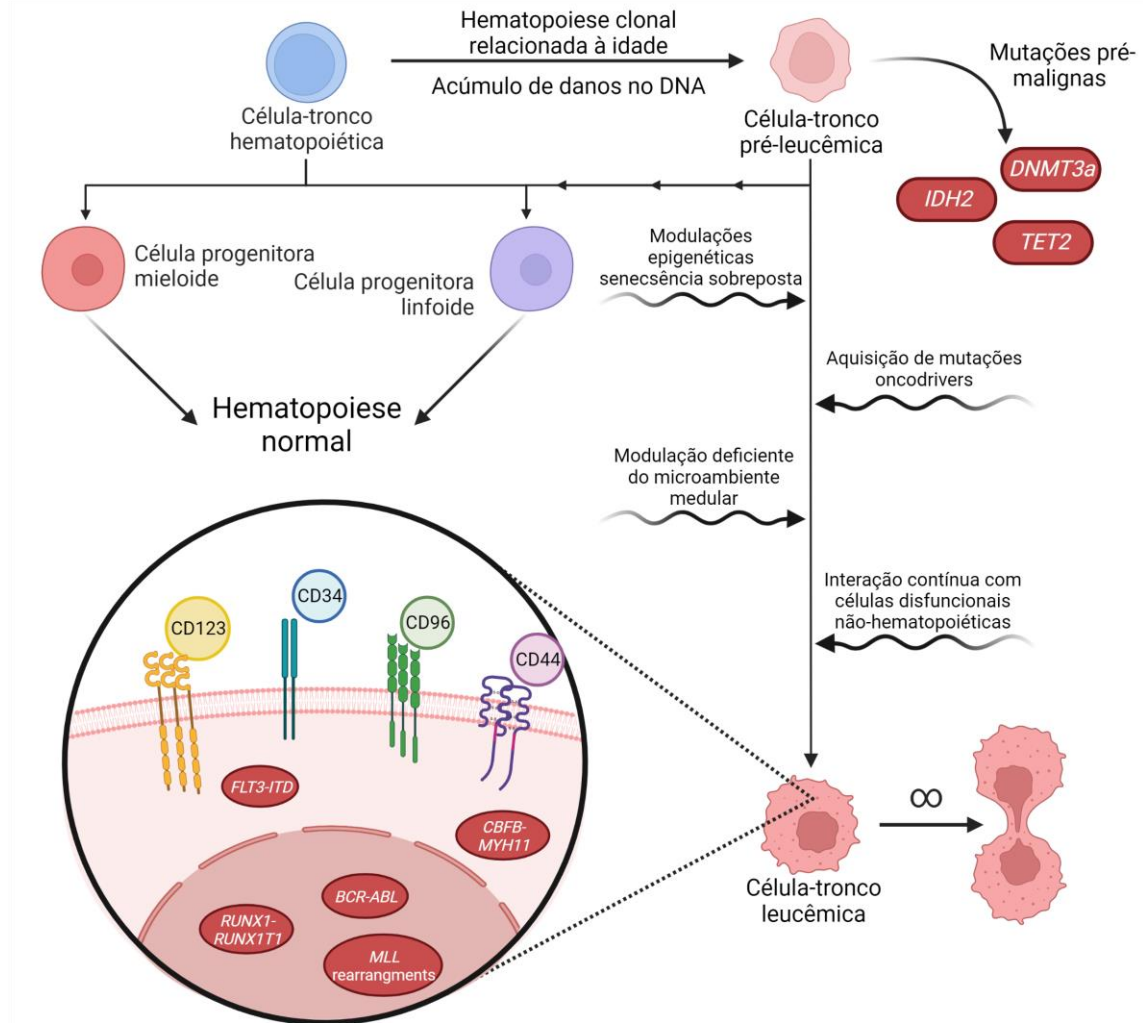 Hematopoiese clonal
relacionada à idade
Acúmulo de danos no DNA
Mutações pré-
malignas
Célula-tronco
hematopoiética
Célula-tronco
pré-leucêmica
DNMT3a
IDH2
TET2
Célula progenitora
mieloide
Célula progenitora
linfoide
Modulações
epigenéticas
senecsência sobreposta
Aquisição de mutações
oncodrivers
Hematopoiese
normal
Modulação deficiente
do microambiente
medular
Interação contínua com
células disfuncionais
não-hematopoiéticas
CD123
CD34
CD96
CD44
FLT3-ITD
CBFB-
MYH11
BCR-ABL
RUNX1-
RUNX1T1
MLL
rearrangments
∞
Célula-tronco
leucêmica